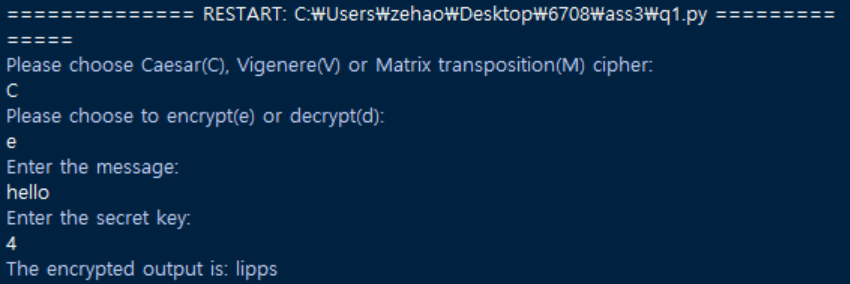 ============== RESTART: C:₩Users₩zehao₩Desktop₩6708₩ass3₩q1.py =========
=====
Please choose Caesar(C), Vigenere(V) or Matrix transposition(M) cipher:
C
Please choose to encrypt(e) or decrypt(d):
e
Enter the message:
hello
Enter the secret key:
4
The encrypted output is: lipps